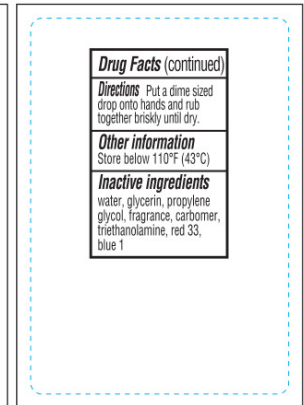 Drug Facts (continued)
Directions Put a dime sized
drop onto hands and rub
together briskly until dry.
Other information
Store below 110°F (43°C)
Inactive ingredients
water, glycerin, propylene
glycol, fragrance, carbomer,
triethanolamine, red 33,
blue 1